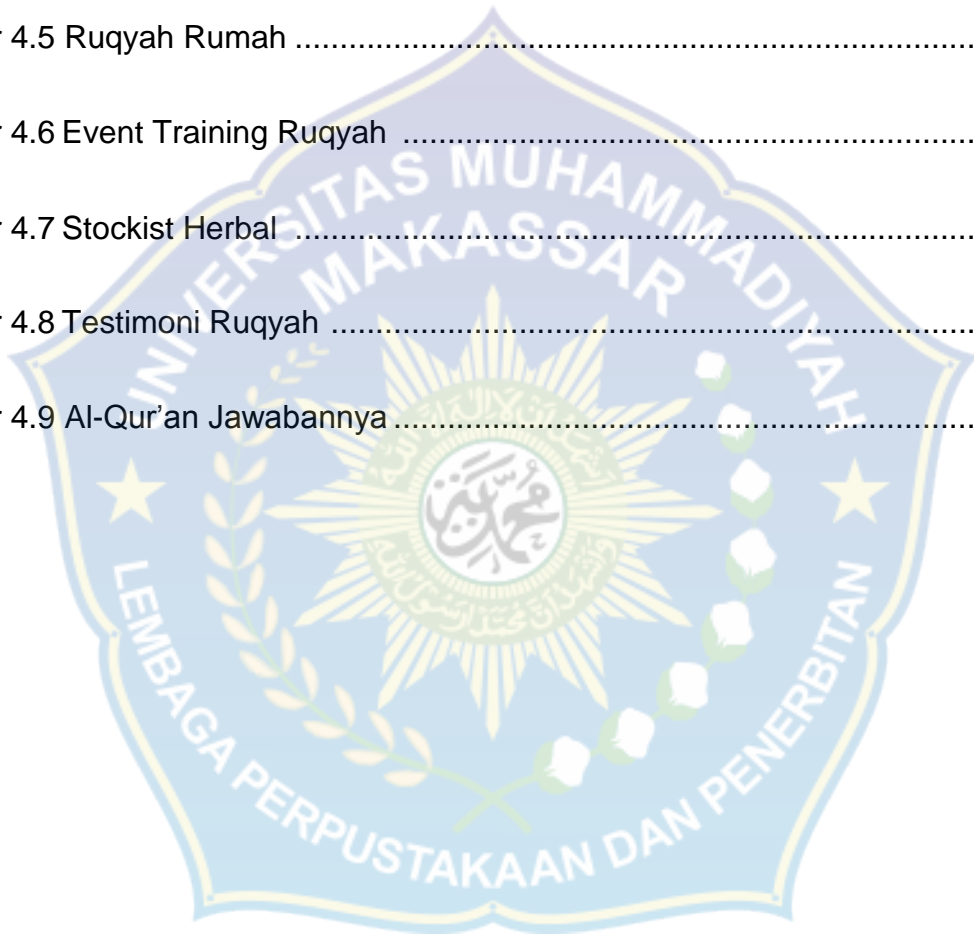 r 4.5 Ruqyah Rumah ................................................................................
r 4.6 Event Training Ruqyah ................................................................
r 4.7 Stockist Herbal ............................................................................
r 4.8 Testimoni Ruqyah ........................................................................
r 4.9 Al-Qur’an Jawabannya .................................................................
UNIVERSITAS MUHAMMADIYAH
MAKASSAR
محمدية
LEMBAGA PERPUSTAKAAN DAN PENERBITAN